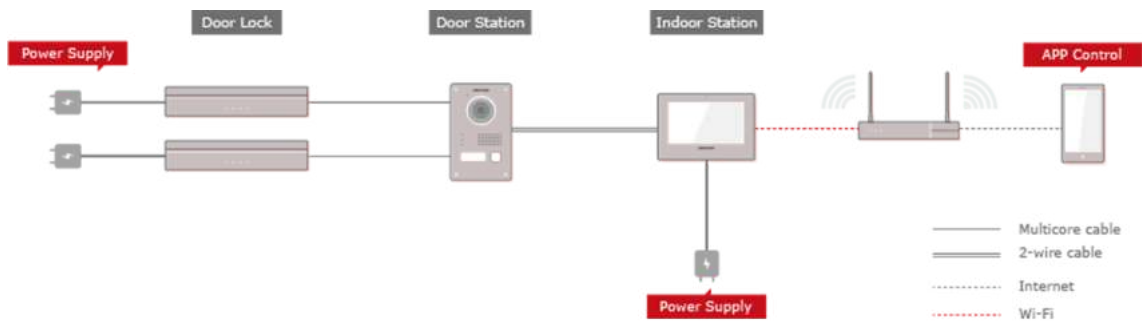 Door Lock
Door Station
Indoor Station
Power Supply
APP Control
Multicore cable
2-wire cable
Internet
Power Supply
Wi-Fi